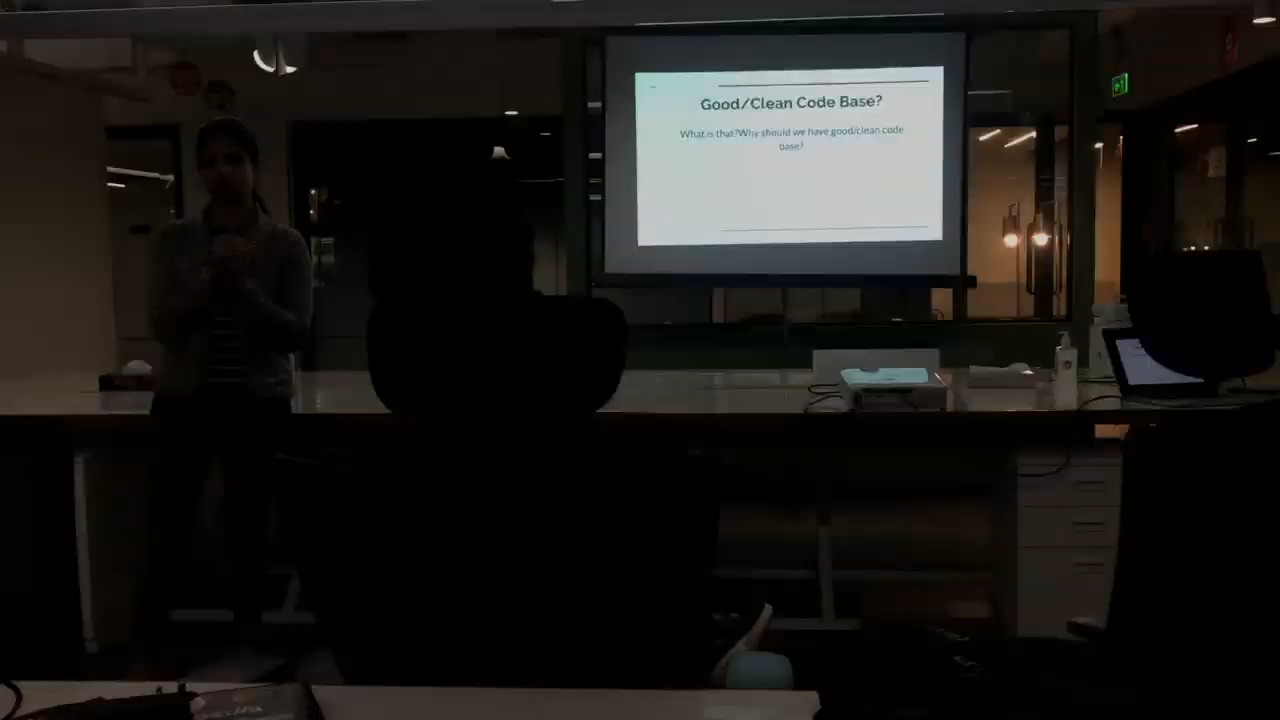 Good/Clean Code Base?
What is that?Why should we have good/clean code
base?